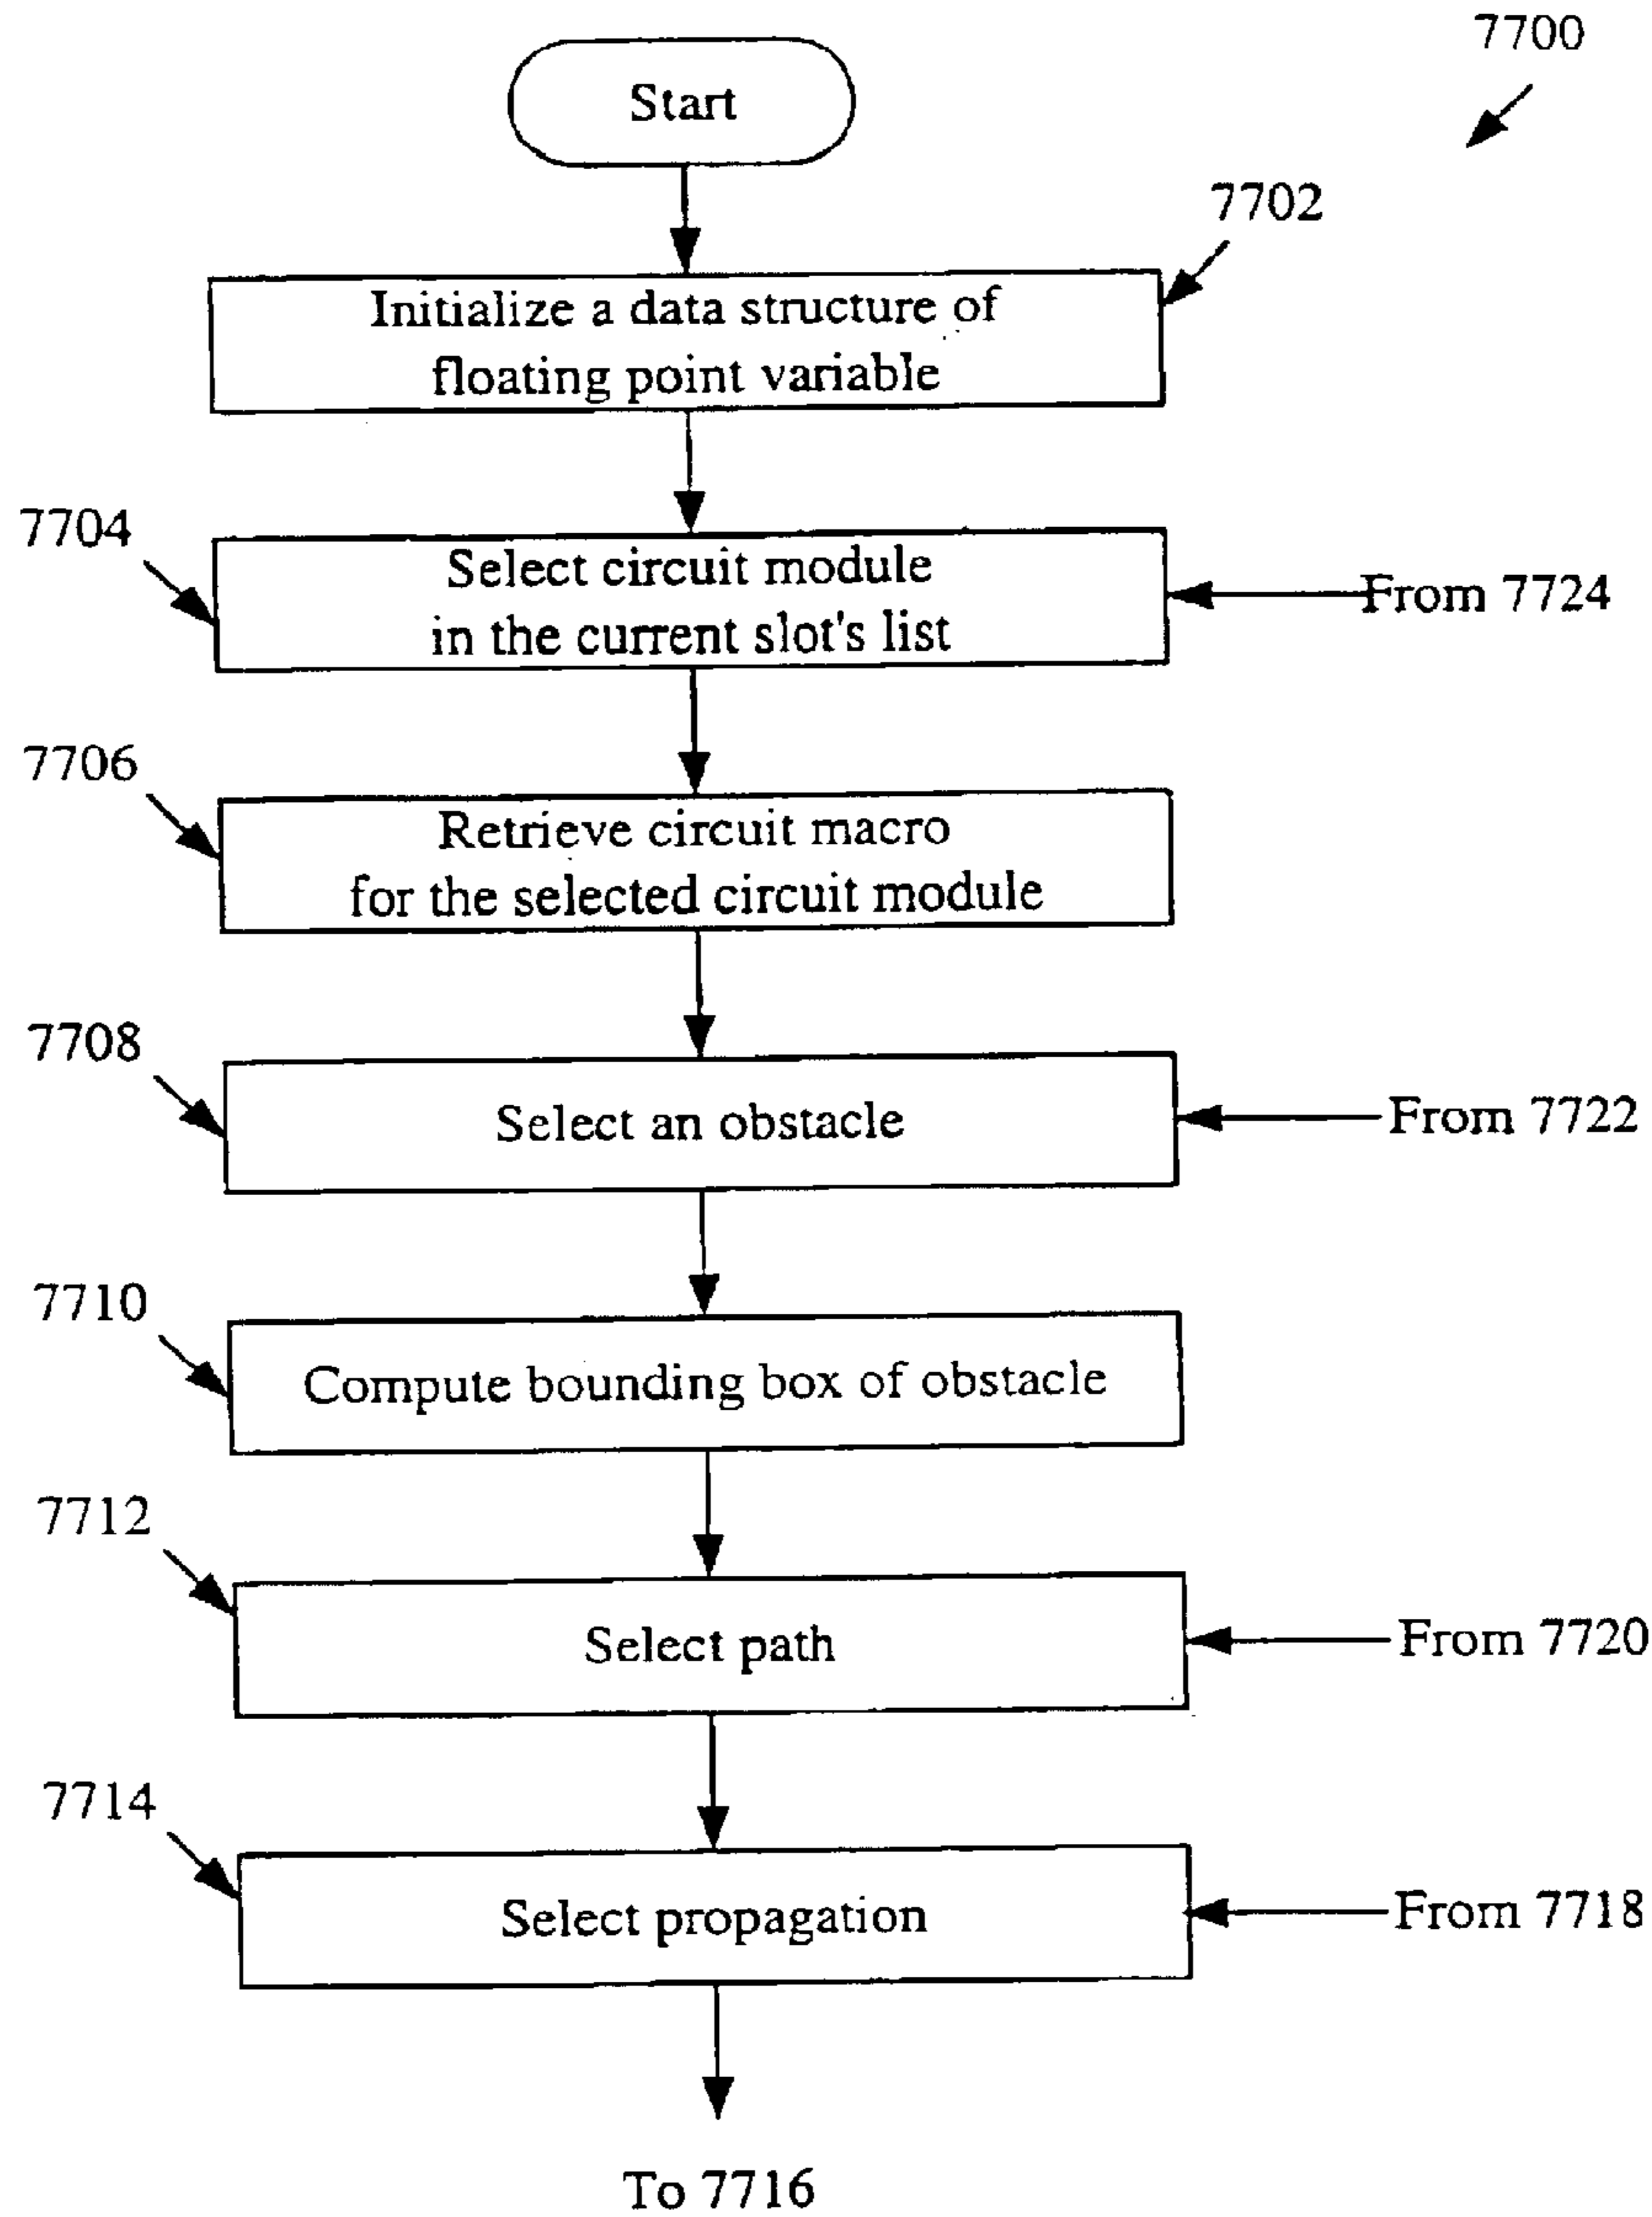 7700
Start
7702
Initialize a data structure of
floating point variable
7704
Select circuit module
in the current slot's list
From 7724
7706
Retrieve circuit macro
for the selected circuit module
7708
Select an obstacle
From 7722
7710
Compute bounding box of obstacle
7712
Select path
From 7720
7714
Select propagation
From 7718
To 7716